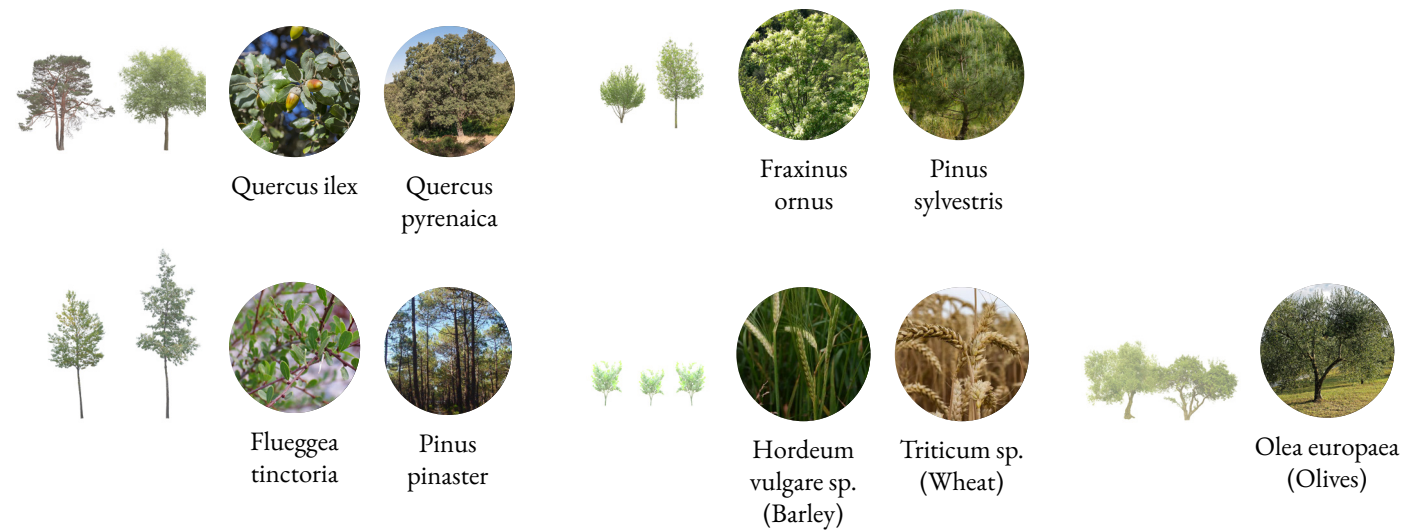 Quercus ilex
Quercus
pyrenaica
Fraxinus
ornus
Pinus
sylvestris
Flueggea
tinctoria
Pinus
pinaster
Hordeum
vulgare sp.
(Barley)
Triticum sp.
(Wheat)
Olea europaea
(Olives)